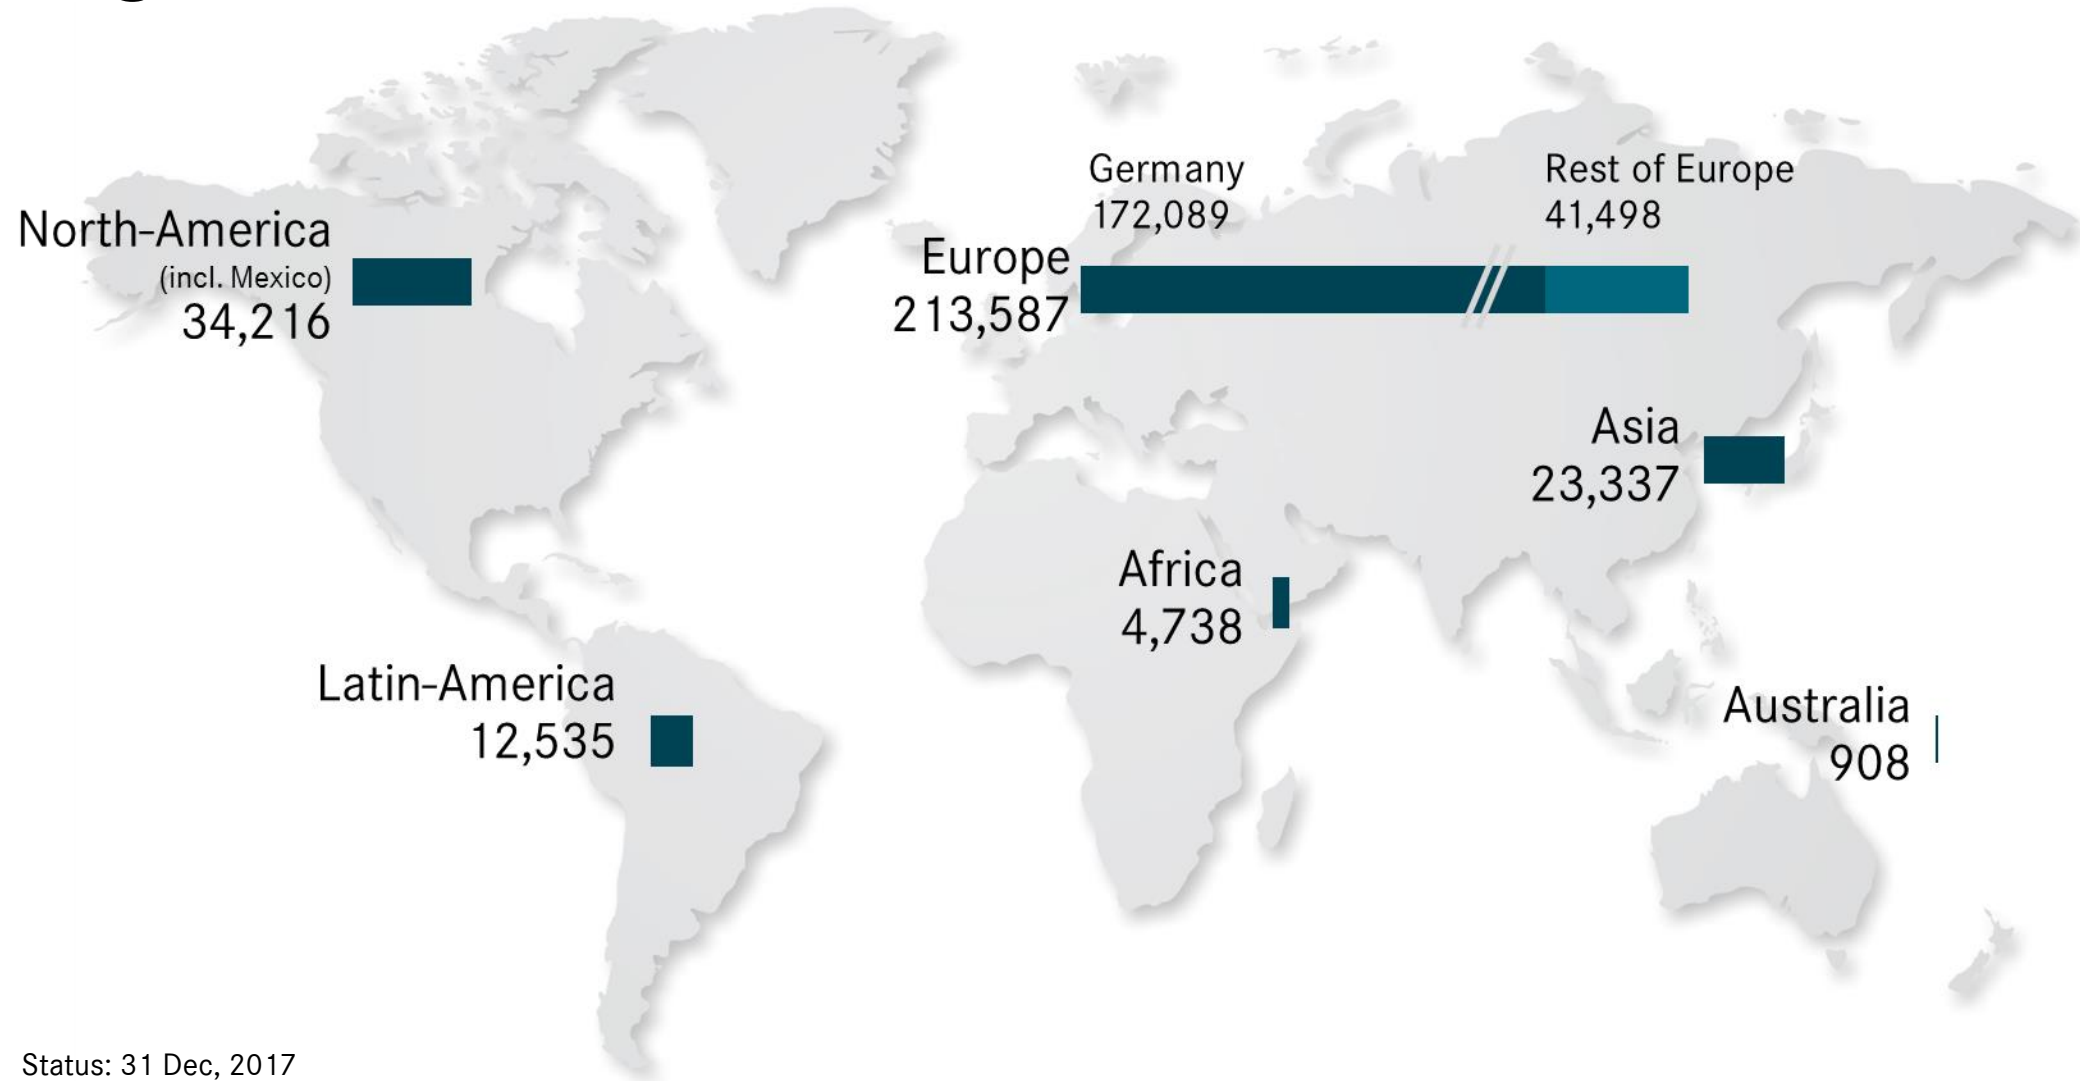 North-America
(incl. Mexico)
34,216
Germany
172,089
Rest of Europe
41,498
Europe
213,587
Asia
23,337
Africa
4,738
Latin-America
12,535
Australia
908
Status: 31 Dec, 2017